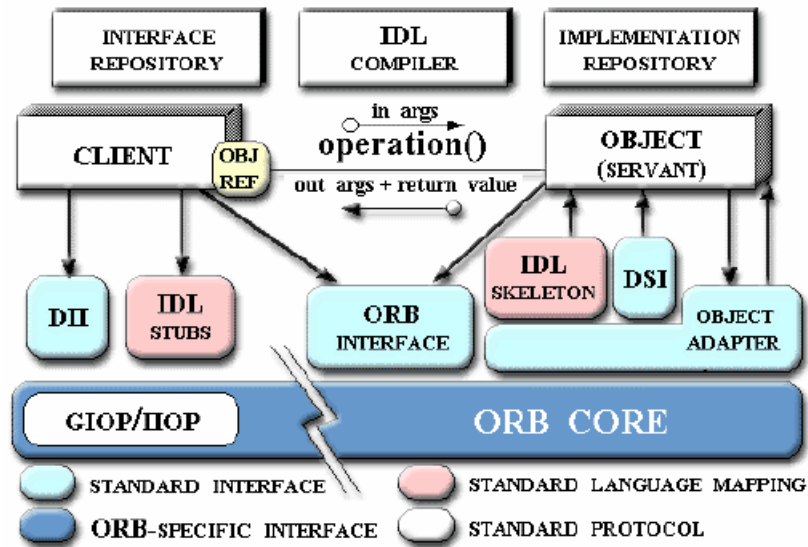 INTERFACE
REPOSITORY
IDL
COMPILER
IMPLEMENTATION
REPOSITORY
CLIENT
OBJ
REF
in args
operation()
out args + return value
OBJECT
(SERVANT)
DII
IDL
STUBS
ORB
INTERFACE
IDL
SKELETON
DSI
OBJECT
ADAPTER
GIOP/IIOP
ORB CORE
STANDARD INTERFACE
STANDARD LANGUAGE MAPPING
ORB-SPECIFIC INTERFACE
STANDARD PROTOCOL